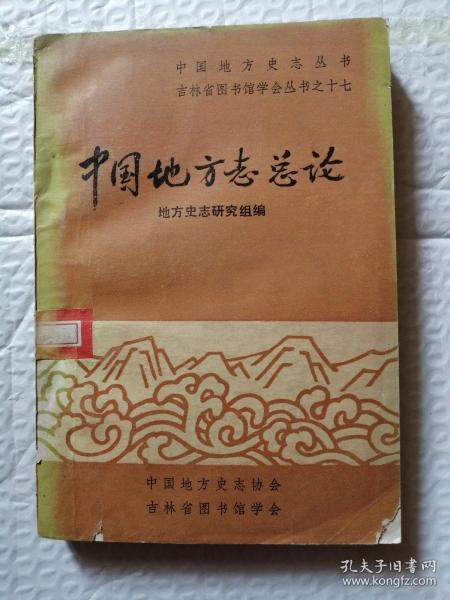 中国地方史志丛书
吉林省图书馆学会丛书之十七
中国地方志总论
地方史志研究组编
中国地方史志协会
吉林省图书馆学会
孔夫子旧书网
www.kongfz.com